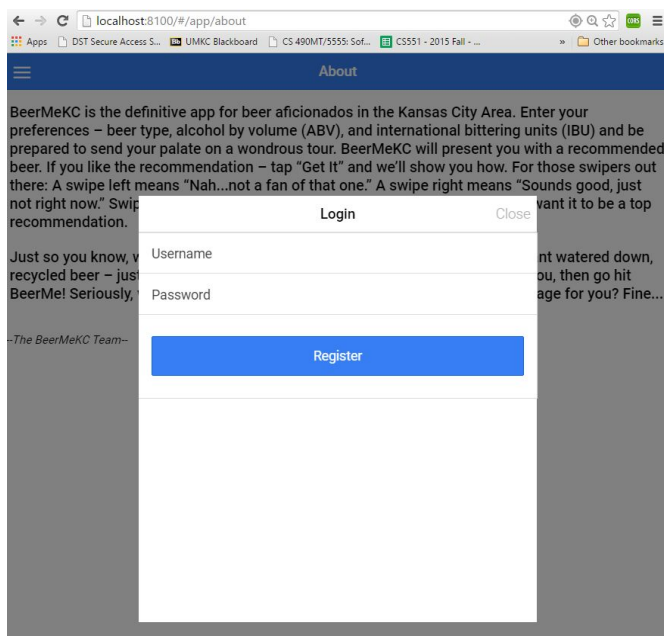 localhost:8100/#/app/about
CORS
Apps DST Secure Access S... Bb UMKC Blackboard CS 490MT/5555: Sof... CS551 - 2015 Fall - ... » Other bookmarks
About
BeerMeKC is the definitive app for beer aficionados in the Kansas City Area. Enter your
preferences – beer type, alcohol by volume (ABV), and international bittering units (IBU) and be
prepared to send your palate on a wondrous tour. BeerMeKC will present you with a recommended
beer. If you like the recommendation – tap “Get It” and we’ll show you how. For those swipers out
there: A swipe left means “Nah...not a fan of that one.” A swipe right means “Sounds good, just
not right now.” Swip want it to be a top
recommendation.
Login Close
Just so you know, nt watered down,
Username
recycled beer – just ou, then go hit
BeerMe! Seriously, age for you? Fine...
Password
--The BeerMeKC Team--
Register